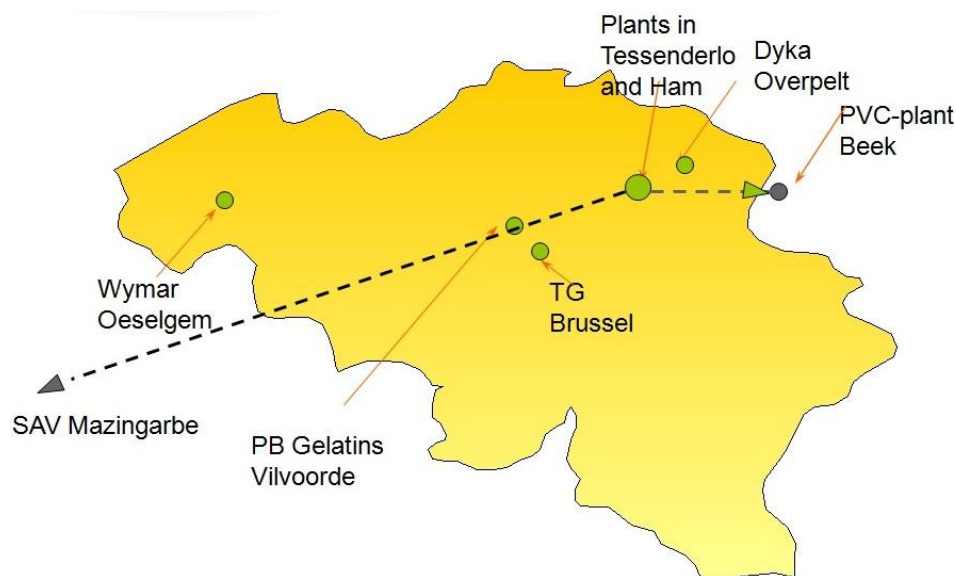 Plants in
Tessenderlo
and Ham
Dyka
Overpelt
PVC-plant
Beek
Wymar
Oeselgem
TG
Brussel
SAV Mazingarbe
PB Gelatins
Vilvoorde